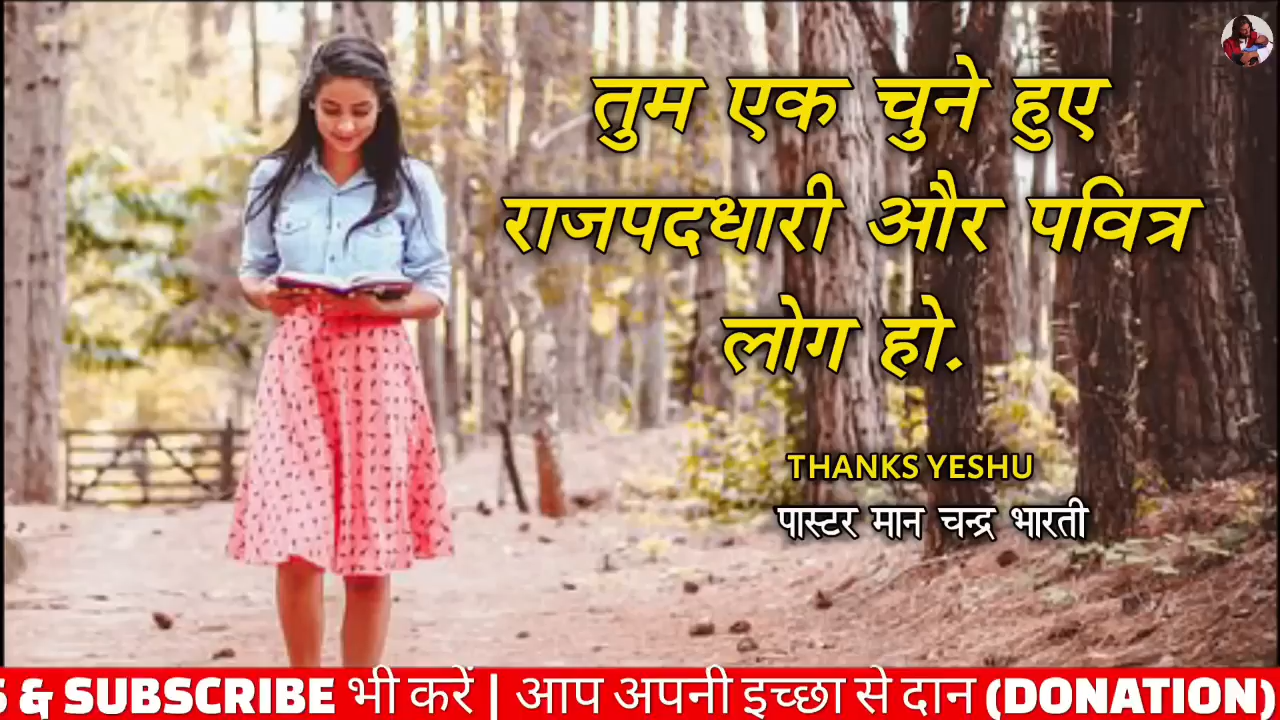 तुम एक चुने हुए
राजपदधारी और पवित्र
लोग हो.
THANKS YESHU
पास्टर मान चन्द्र भारती
& SUBSCRIBE भी करें | आप अपनी इच्छा से दान (DONATION)